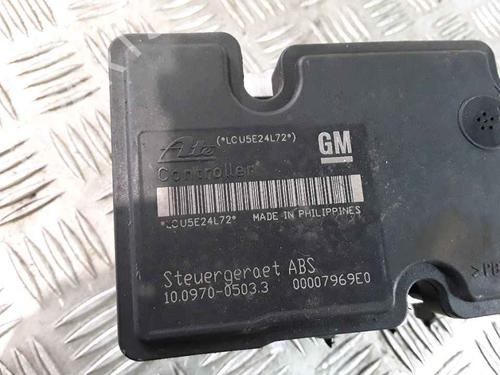 Ate (*LCU5E24L72*)
GM
Controller
*LCU5E24L72* MADE IN PHILIPPINES
Steuergeraet ABS
10.0970-0503.3 00007969E0